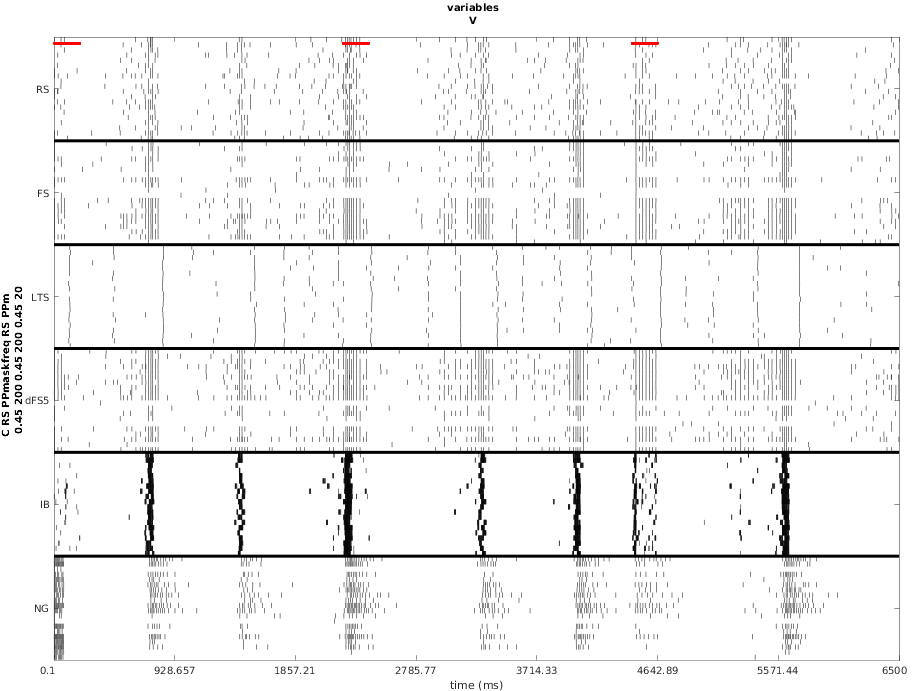 variables
V
RS
FS
LTS
dFS5
IB
NG
C RS PPmaskfreq RS PPm
0.45 200 0.45 200 0.45 20
0.1 928.657 1857.21 2785.77 3714.33 4642.89 5571.44 6500
time (ms)